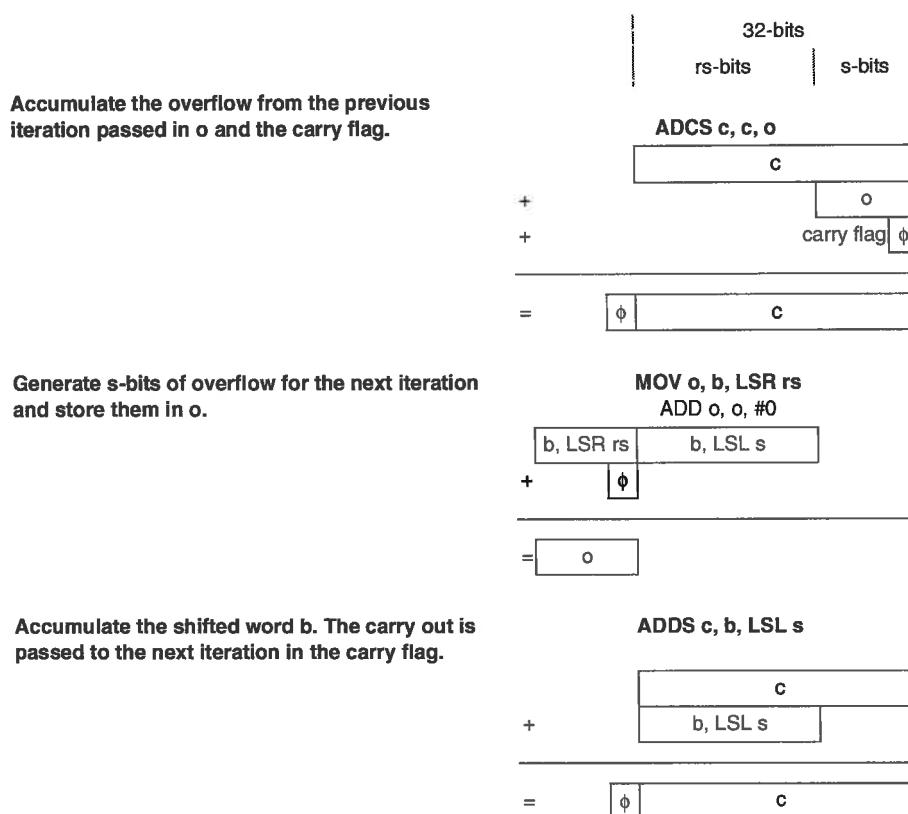 32-bits
rs-bits
s-bits
Accumulate the overflow from the previous
iteration passed in o and the carry flag.
ADCS c, c, o
c
+
o
+
carry flag
ϕ
=
ϕ
c
Generate s-bits of overflow for the next iteration
and store them in o.
MOV o, b, LSR rs
ADD o, o, #0
b, LSR rs
b, LSL s
+
ϕ
=
o
Accumulate the shifted word b. The carry out is
passed to the next iteration in the carry flag.
ADDS c, b, LSL s
c
+
b, LSL s
=
ϕ
c